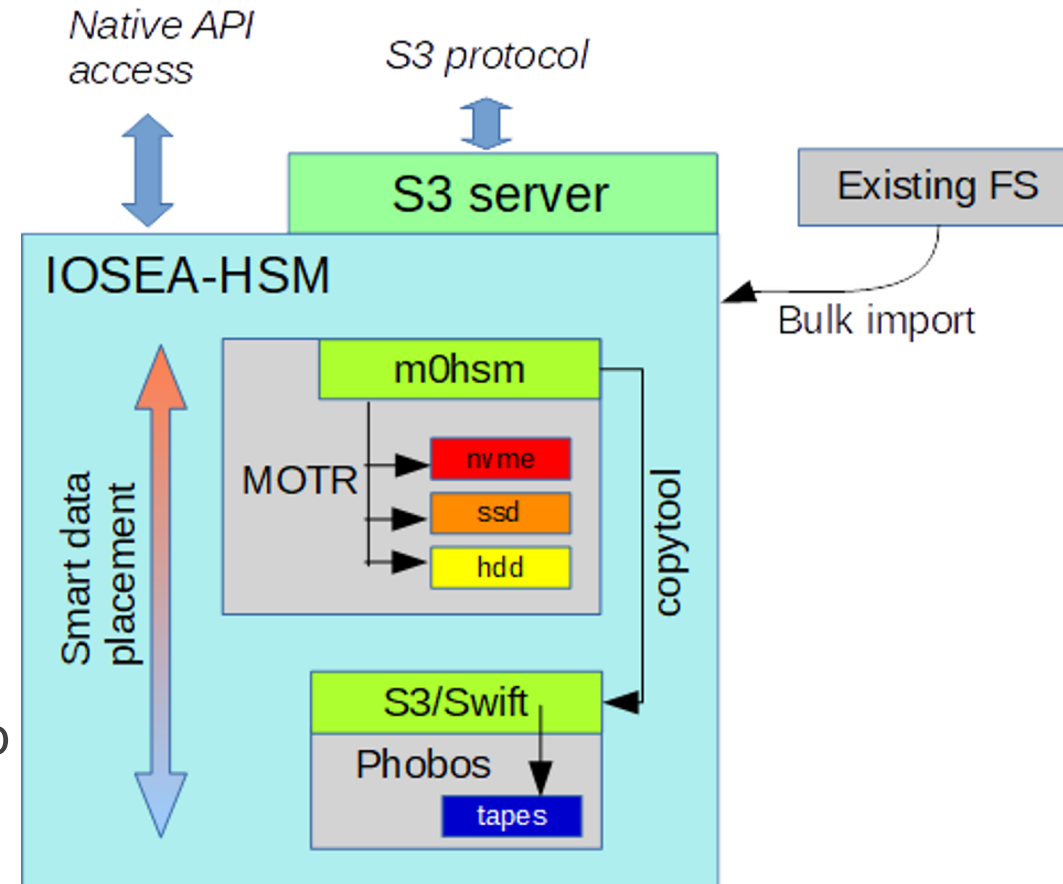 Native API
access
S3 protocol
S3 server
Existing FS
IOSEA-HSM
Bulk import
m0hsm
MOTR
nvme
ssd
hdd
copytool
Smart data
placement
S3/Swift
Phobos
tapes